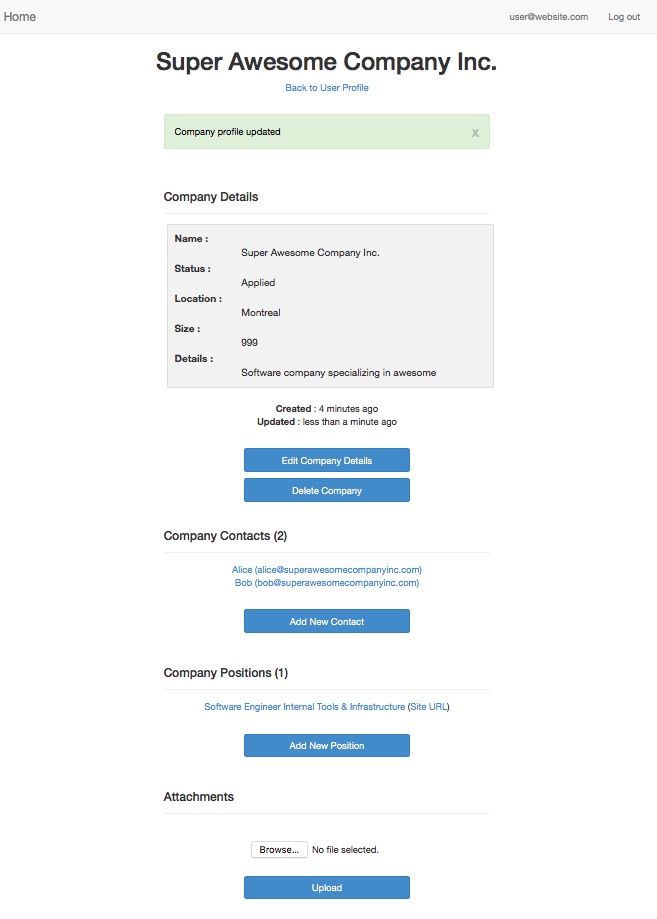 Home user@website.com Log out
Super Awesome Company Inc.
Back to User Profile
Company profile updated x
Company Details
Name :
Super Awesome Company Inc.
Status :
Applied
Location :
Montreal
Size :
999
Details :
Software company specializing in awesome
Created : 4 minutes ago
Updated : less than a minute ago
Edit Company Details
Delete Company
Company Contacts (2)
Alice (alice@superawesomecompanyinc.com)
Bob (bob@superawesomecompanyinc.com)
Add New Contact
Company Positions (1)
Software Engineer Internal Tools & Infrastructure (Site URL)
Add New Position
Attachments
Browse... No file selected.
Upload